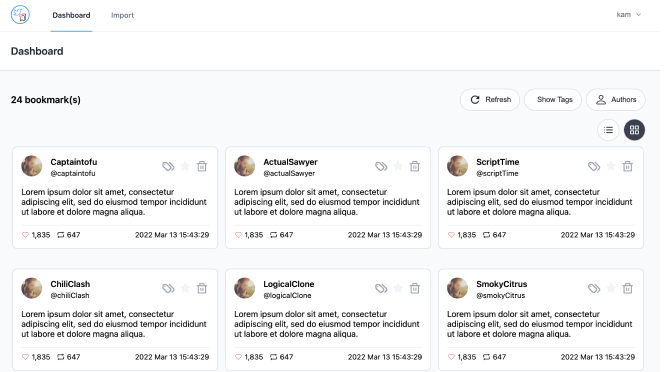 Dashboard Import kam
Dashboard
24 bookmark(s) Refresh Show Tags Authors
Captaintofu
@captaintofu
Lorem ipsum dolor sit amet, consectetur
adipiscing elit, sed do eiusmod tempor incididunt
ut labore et dolore magna aliqua.
1,835 647 2022 Mar 13 15:43:29
ActualSawyer
@actualSawyer
Lorem ipsum dolor sit amet, consectetur
adipiscing elit, sed do eiusmod tempor incididunt
ut labore et dolore magna aliqua.
1,835 647 2022 Mar 13 15:43:29
ScriptTime
@scriptTime
Lorem ipsum dolor sit amet, consectetur
adipiscing elit, sed do eiusmod tempor incididunt
ut labore et dolore magna aliqua.
1,835 647 2022 Mar 13 15:43:29
ChiliClash
@chiliClash
Lorem ipsum dolor sit amet, consectetur
adipiscing elit, sed do eiusmod tempor incididunt
ut labore et dolore magna aliqua.
1,835 647 2022 Mar 13 15:43:29
LogicalClone
@logicalClone
Lorem ipsum dolor sit amet, consectetur
adipiscing elit, sed do eiusmod tempor incididunt
ut labore et dolore magna aliqua.
1,835 647 2022 Mar 13 15:43:29
SmokyCitrus
@smokyCitrus
Lorem ipsum dolor sit amet, consectetur
adipiscing elit, sed do eiusmod tempor incididunt
ut labore et dolore magna aliqua.
1,835 647 2022 Mar 13 15:43:29